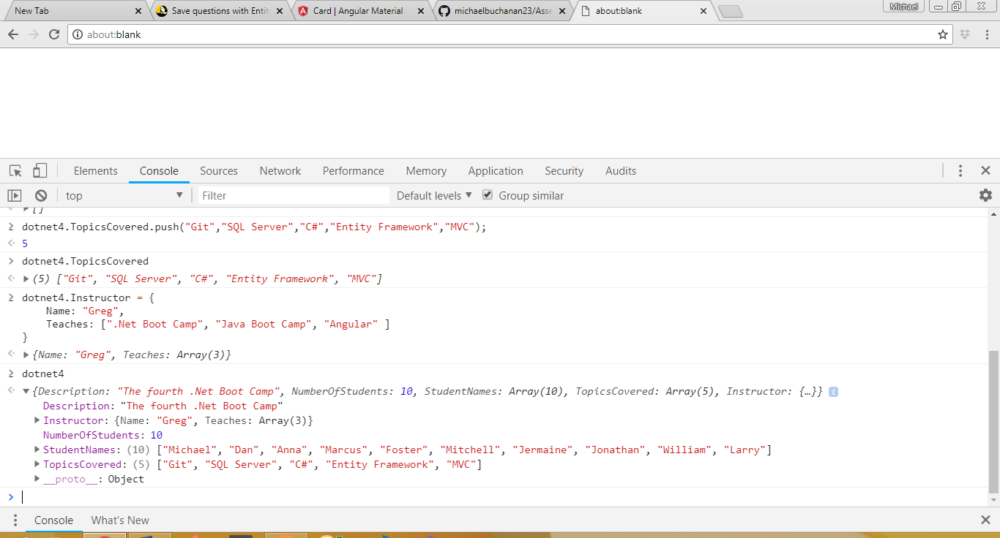 New Tab
Save questions with Entit
Card | Angular Material
michaelbuchanan23/Asse
about:blank
Michael
about:blank
Elements Console Sources Network Performance Memory Application Security Audits
top Filter Default levels Group similar
[]
dotnet4.TopicsCovered.push("Git","SQL Server","C#","Entity Framework","MVC");
5
dotnet4.TopicsCovered
(5) ["Git", "SQL Server", "C#", "Entity Framework", "MVC"]
dotnet4.Instructor = {
Name: "Greg",
Teaches: [".Net Boot Camp", "Java Boot Camp", "Angular" ]
}
{Name: "Greg", Teaches: Array(3)}
dotnet4
{Description: "The fourth .Net Boot Camp", NumberOfStudents: 10, StudentNames: Array(10), TopicsCovered: Array(5), Instructor: {…}}
Description: "The fourth .Net Boot Camp"
Instructor: {Name: "Greg", Teaches: Array(3)}
NumberOfStudents: 10
StudentNames: (10) ["Michael", "Dan", "Anna", "Marcus", "Foster", "Mitchell", "Jermaine", "Jonathan", "William", "Larry"]
TopicsCovered: (5) ["Git", "SQL Server", "C#", "Entity Framework", "MVC"]
__proto__: Object
Console What's New